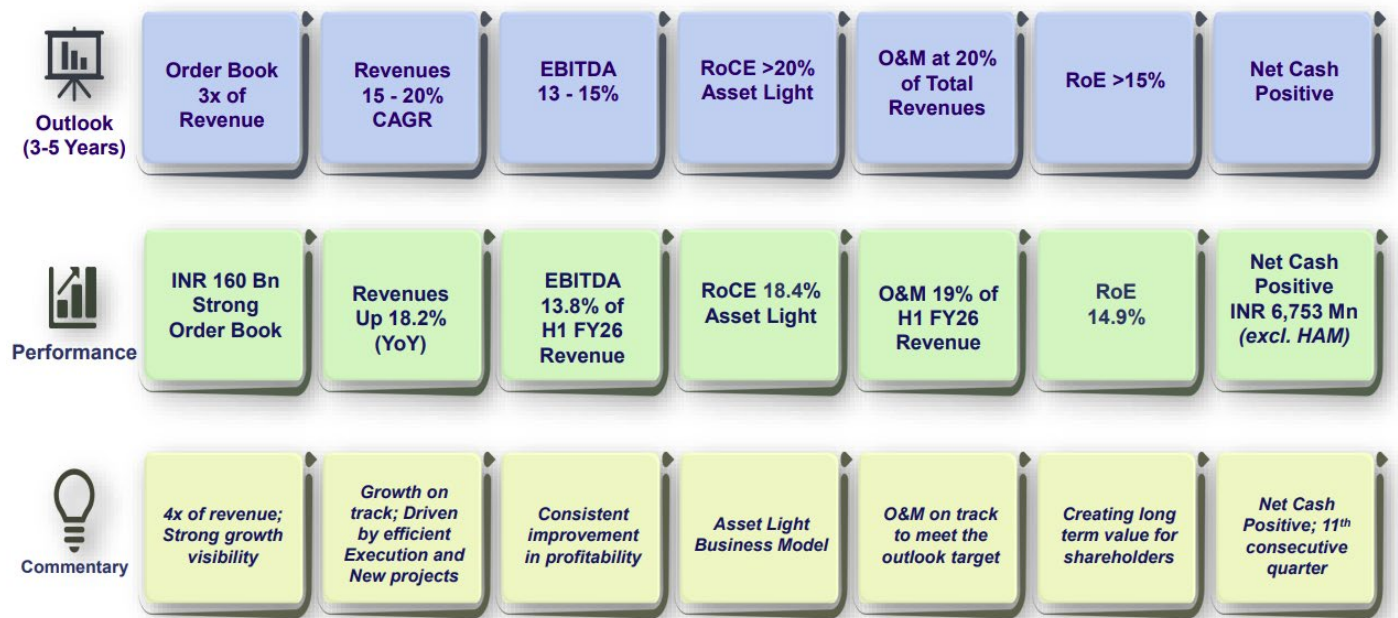 Outlook
(3-5 Years)
Order Book
3x of
Revenue
Revenues
15 - 20%
CAGR
EBITDA
13 - 15%
RoCE >20%
Asset Light
O&M at 20%
of Total
Revenues
RoE >15%
Net Cash
Positive
Performance
INR 160 Bn
Strong
Order Book
Revenues
Up 18.2%
(YoY)
EBITDA
13.8% of
H1 FY26
Revenue
RoCE 18.4%
Asset Light
O&M 19% of
H1 FY26
Revenue
RoE
14.9%
Net Cash
Positive
INR 6,753 Mn
(excl. HAM)
Commentary
4x of revenue;
Strong growth
visibility
Growth on
track; Driven
by efficient
Execution and
New projects
Consistent
improvement
in profitability
Asset Light
Business Model
O&M on track
to meet the
outlook target
Creating long
term value for
shareholders
Net Cash
Positive; 11th
consecutive
quarter